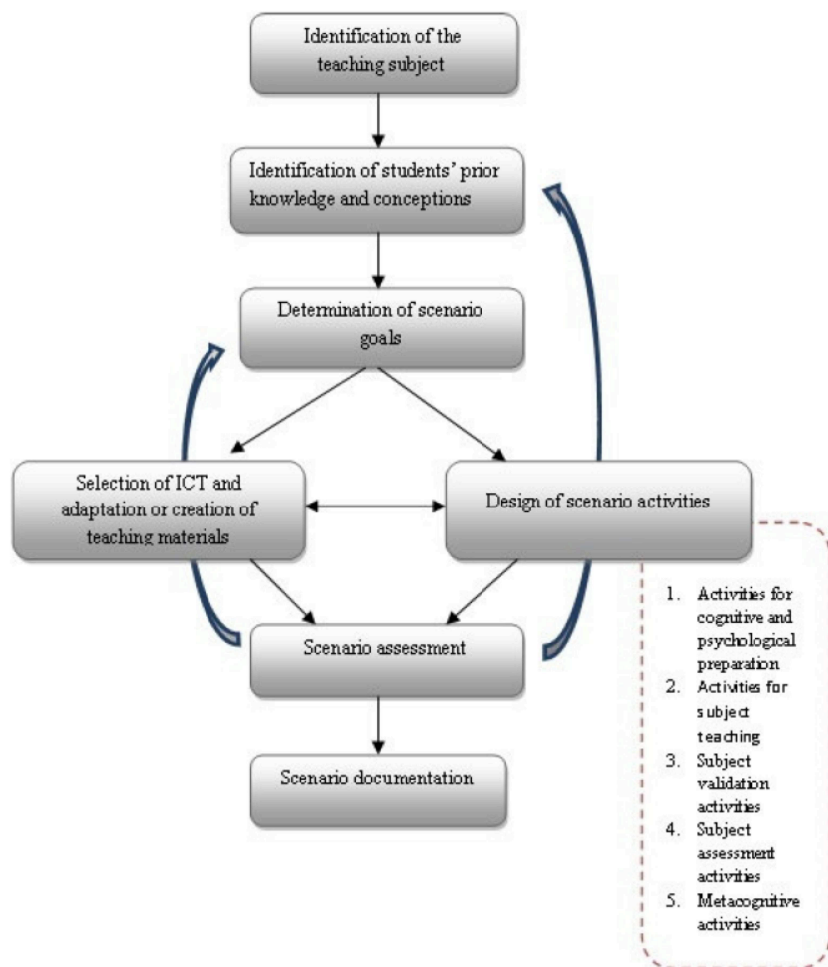 Identification of the
teaching subject
Identification of students' prior
knowledge and conceptions
Determination of scenario
goals
Selection of ICT and
adaptation or creation of
teaching materials
Design of scenario activities
1. Activities for
cognitive and
psychological
preparation
2. Activities for
subject
teaching
3. Subject
validation
activities
4. Subject
assessment
activities
5. Metacognitive
activities
Scenario assessment
Scenario documentation